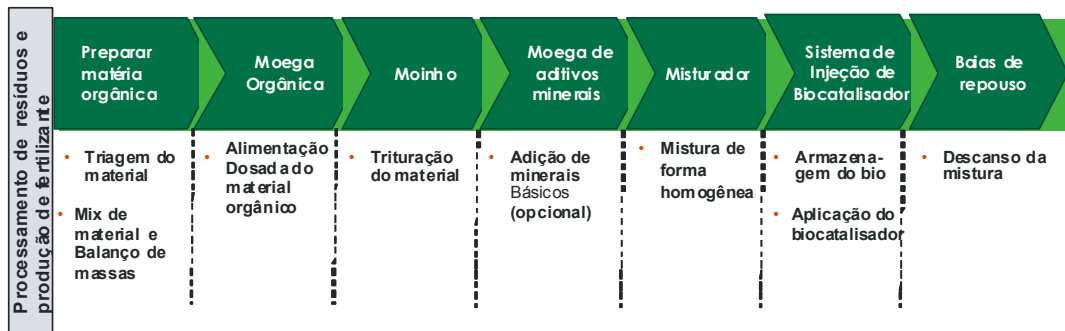 Processamento de resíduos e
produção de fertilizante
Preparar
matéria
orgânica
Moega
Orgânica
Moinho
Moega de
aditivos
minerais
Misturador
Sistema de
Injeção de
Biocatalisador
Baias de
repouso
• Triagem do
material
• Mix de
material e
Balanço de
massas
• Alimentação
Dosada do
material
orgânico
• Trituração
do material
• Adição de
minerais
Básicos
(opcional)
• Mistura de
forma
homogênea
• Armazena-
gem do bio
• Aplicação do
biocatalisador
• Descanso da
mistura